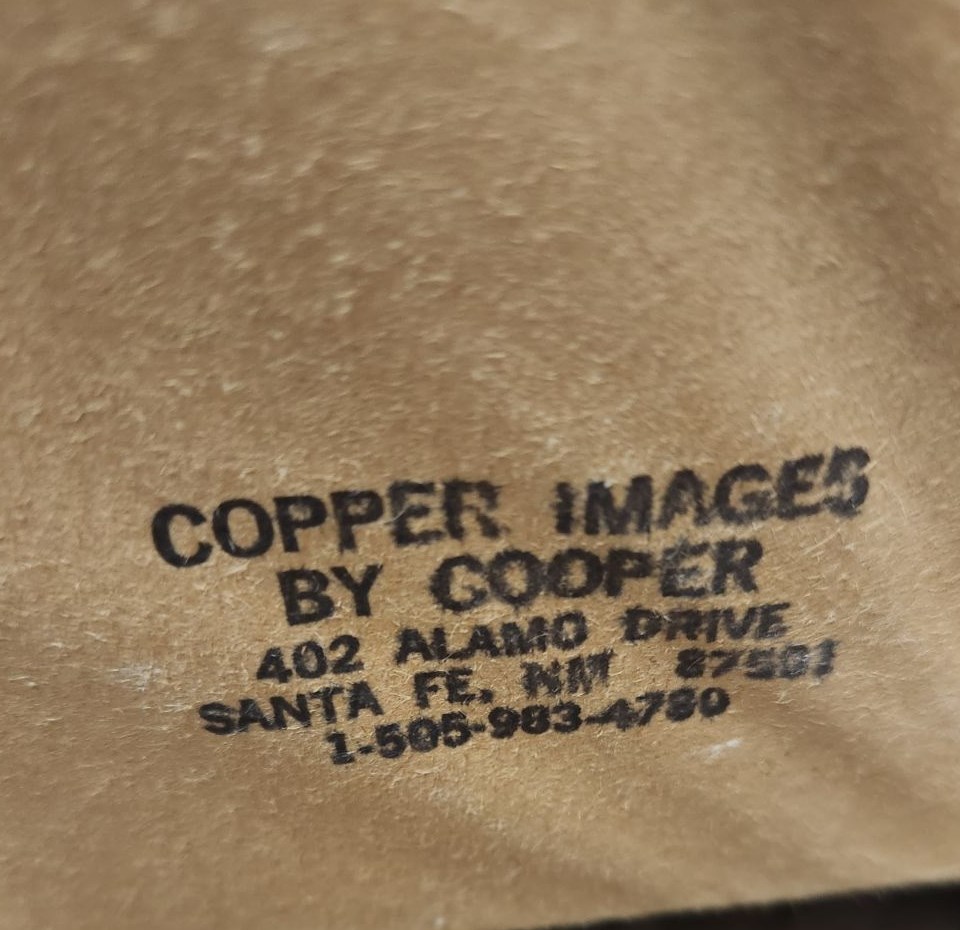 COPPER IMAGES
BY COOPER
402 ALAMO DRIVE
SANTA FE, NM 87501
1-505-983-4780